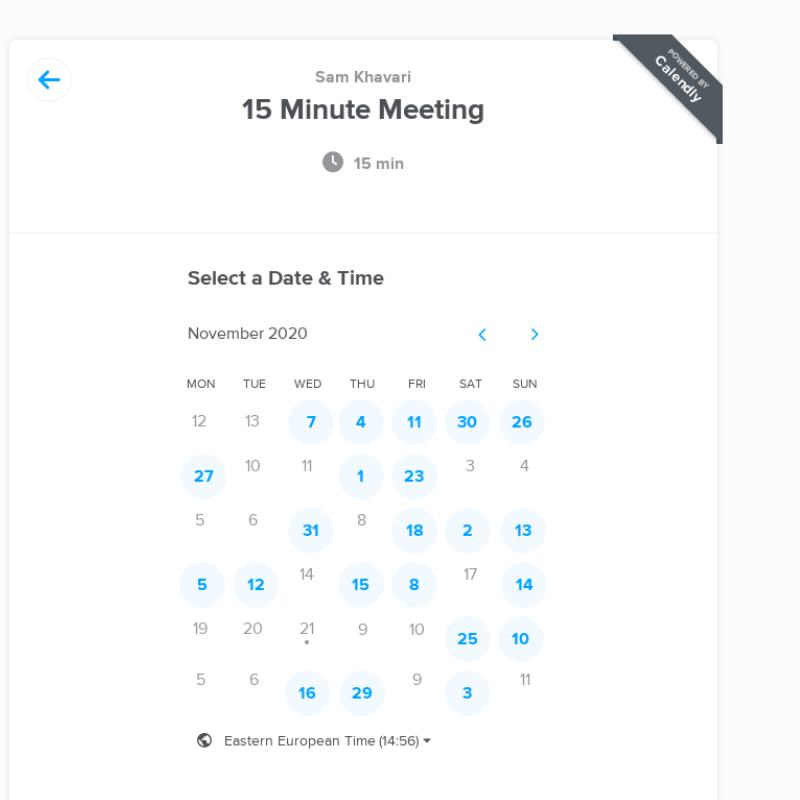 Sam Khavari
POWERED BY
Calendly
15 Minute Meeting
15 min
Select a Date & Time
November 2020
MON TUE WED THU FRI SAT SUN
12 13 7 4 11 30 26
27 10 11 1 23 3 4
5 6 31 8 18 2 13
5 12 14 15 8 17 14
19 20 21 9 10 25 10
5 6 16 29 9 3 11
Eastern European Time (14:56)